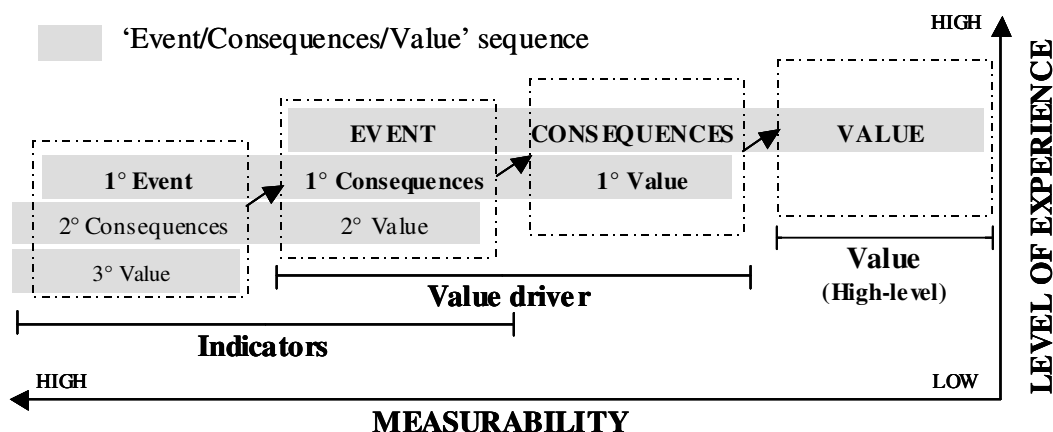 HIGH
'Event/Consequences/Value' sequence
EVENT CONSEQUENCES VALUE
1° Event 1° Consequences 1° Value
2° Consequences 2° Value
3° Value
Value
(High-level)
Value driver
Indicators
HIGH LOW
MEASURABILITY
LEVEL OF EXPERIENCE